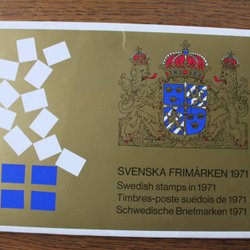 SVENSKA FRIMÄRKEN 1971
Swedish stamps in 1971
Timbres-poste suédois de 1971
Schwedische Briefmarken 1971